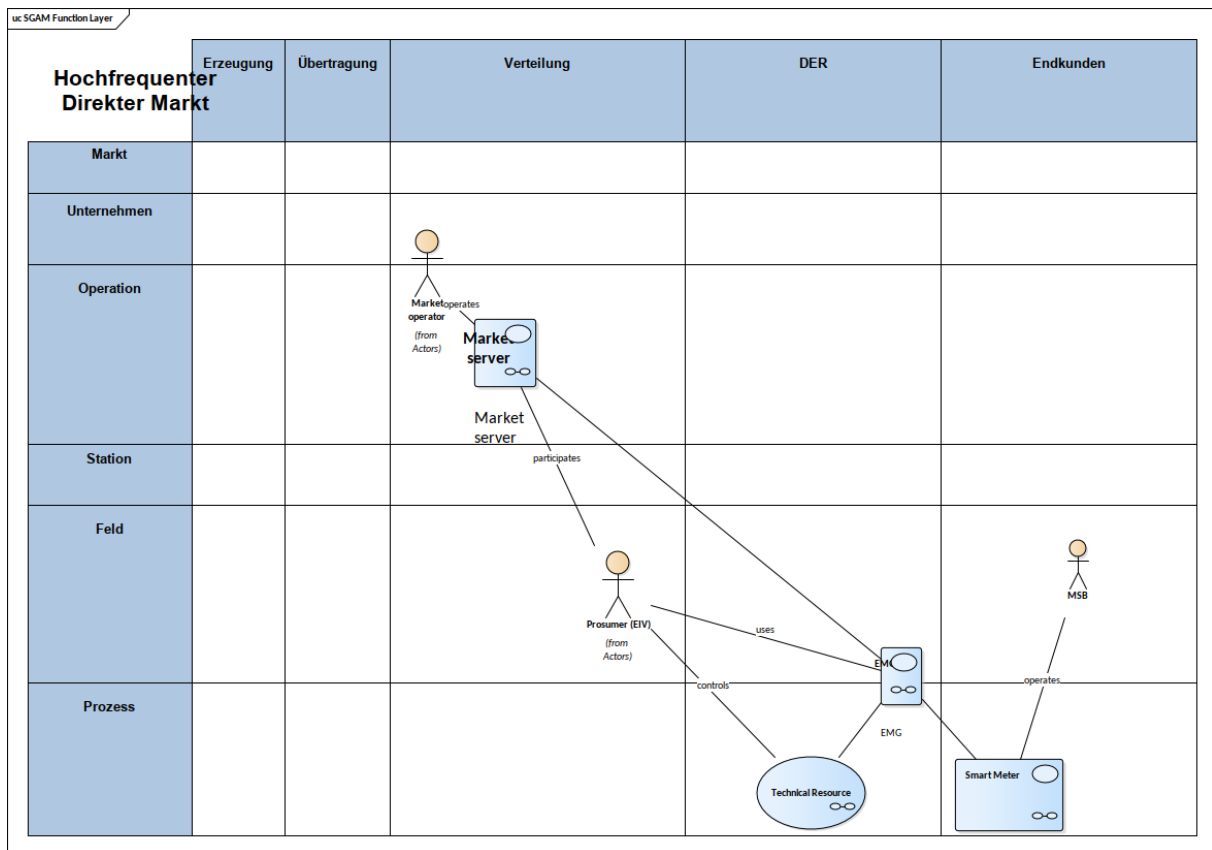 uc SGAM Function Layer
Hochfrequenter
Direkter Markt
Erzeugung
Übertragung
Verteilung
DER
Endkunden
Markt
Unternehmen
Operation
Market
operator
(from
Actors)
operates
Market
server
Market
server
Station
participates
Feld
MSB
Prosumer (EIV)
(from
Actors)
uses
EMG
controls
operates
Prozess
EMG
Technical Resource
Smart Meter